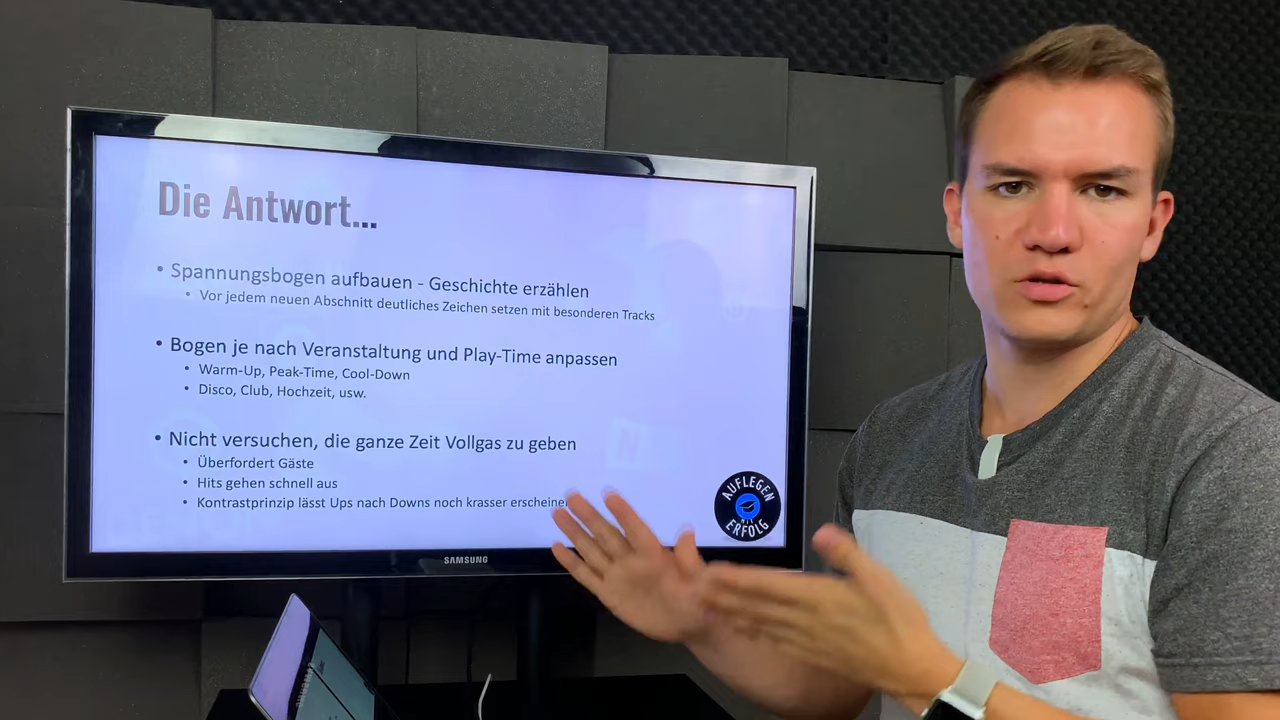 Die Antwort...
• Spannungsbogen aufbauen - Geschichte erzählen
• Vor jedem neuen Abschnitt deutliches Zeichen setzen mit besonderen Tracks
• Bogen je nach Veranstaltung und Play-Time anpassen
• Warm-Up, Peak-Time, Cool-Down
• Disco, Club, Hochzeit, usw.
• Nicht versuchen, die ganze Zeit Vollgas zu geben
• Überfordert Gäste
• Hits gehen schnell aus
• Kontrastprinzip lässt Ups nach Downs noch krasser erscheinen
AUFLEGEN
MIT
ERFOLG
SAMSUNG